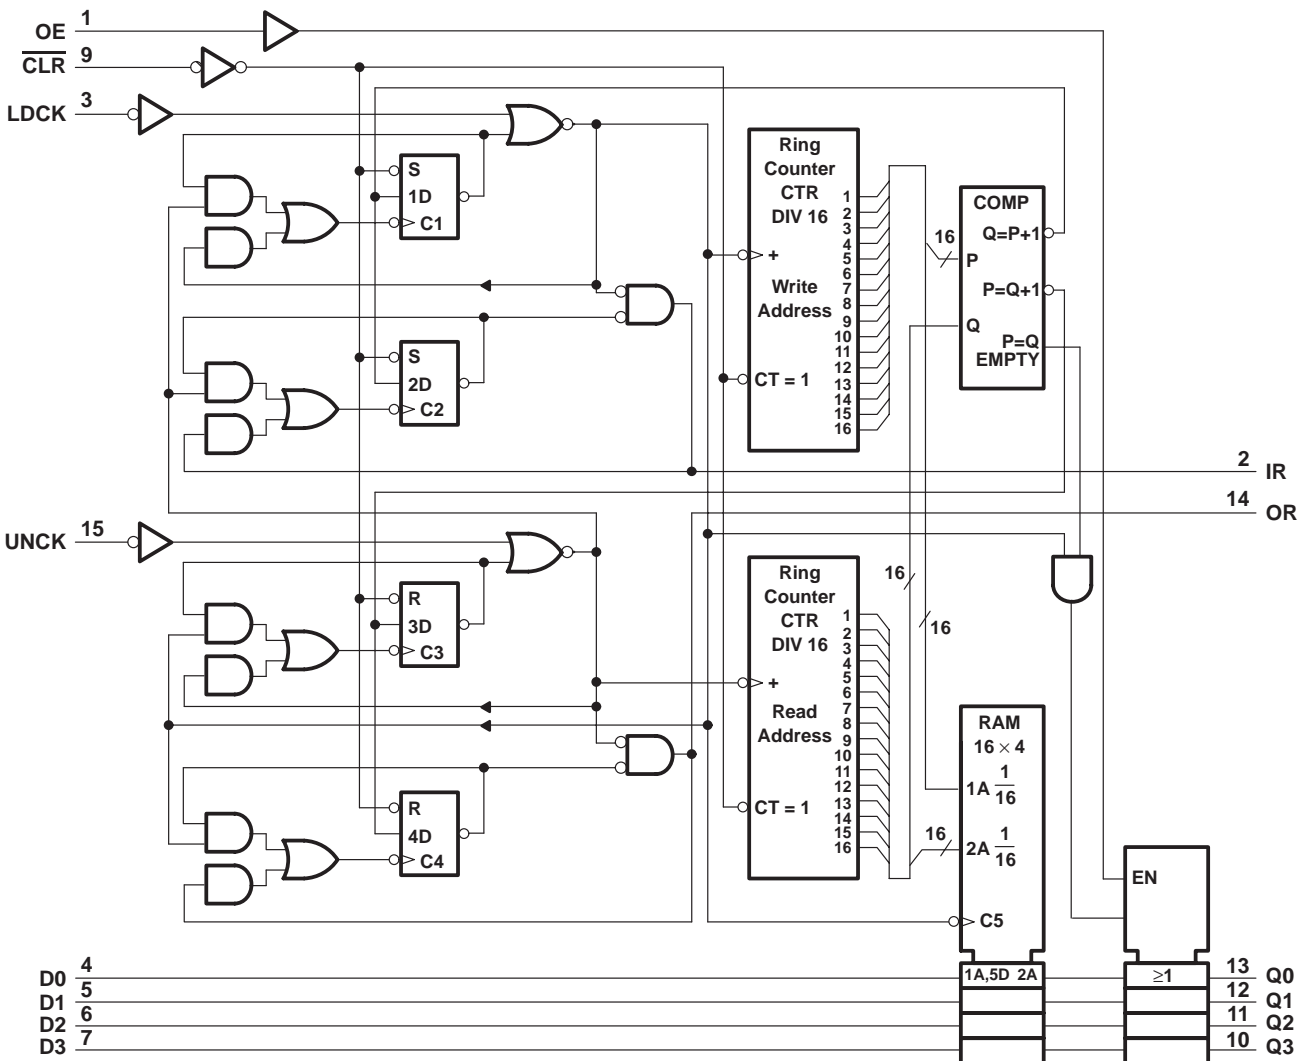 OE 1
CLR 9
LDCK 3
S
1D
C1
S
2D
C2
Ring
Counter
CTR
DIV 16
Write
Address
+
CT = 1
1
2
3
4
5
6
7
8
9
10
11
12
13
14
15
16
16
COMP
Q=P+1
P
P=Q+1
Q
P=Q
EMPTY
2 IR
14 OR
UNCK 15
R
3D
C3
R
4D
C4
Ring
Counter
CTR
DIV 16
Read
Address
+
CT = 1
1
2
3
4
5
6
7
8
9
10
11
12
13
14
15
16
16
16
16
RAM
16 × 4
1A 1/16
2A 1/16
C5
EN
D0 4
1A,5D 2A
≥1
13 Q0
D1 5
12 Q1
D2 6
11 Q2
D3 7
10 Q3